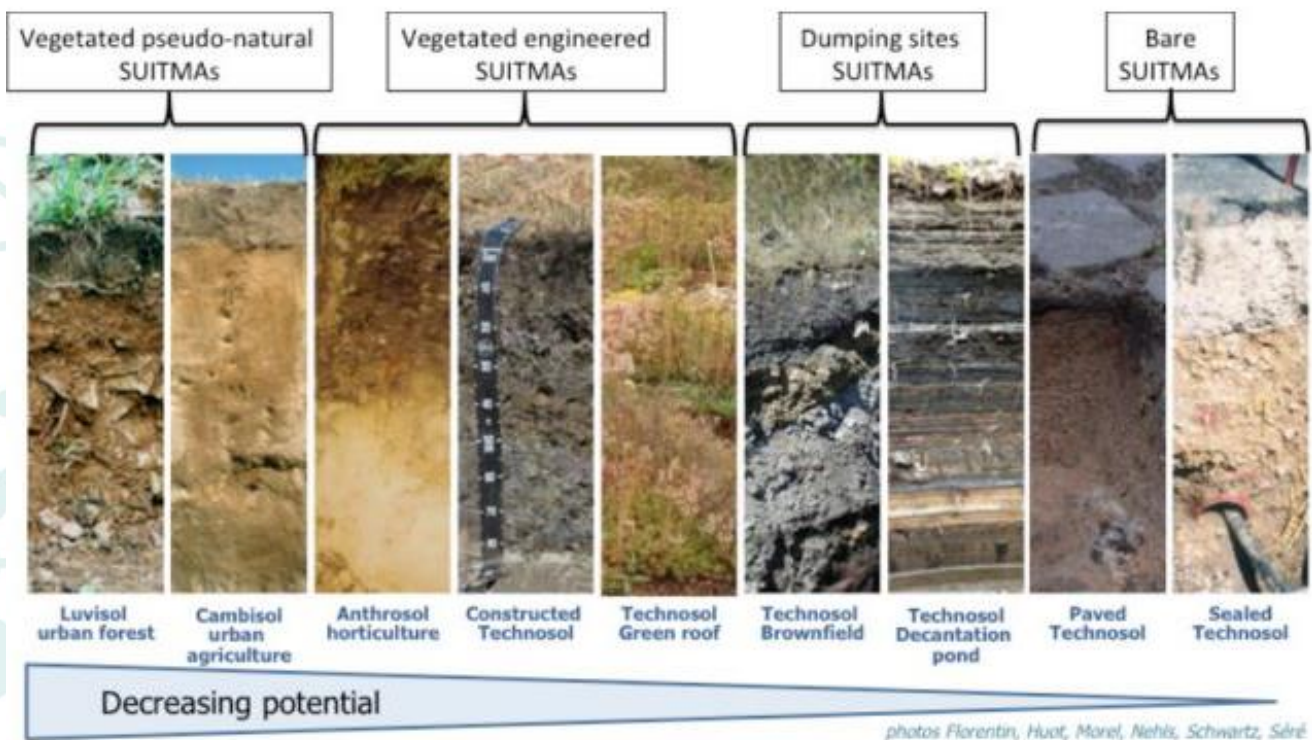 Vegetated pseudo-natural
SUITMAs
Vegetated engineered
SUITMAs
Dumping sites
SUITMAs
Bare
SUITMAs
Luvisol
urban forest
Cambisol
urban
agriculture
Anthrosol
horticulture
Constructed
Technosol
Technosol
Green roof
Technosol
Brownfield
Technosol
Decantation
pond
Paved
Technosol
Sealed
Technosol
Decreasing potential
photos Florentin, Huot, Morel, Nehls, Schwartz, Séré